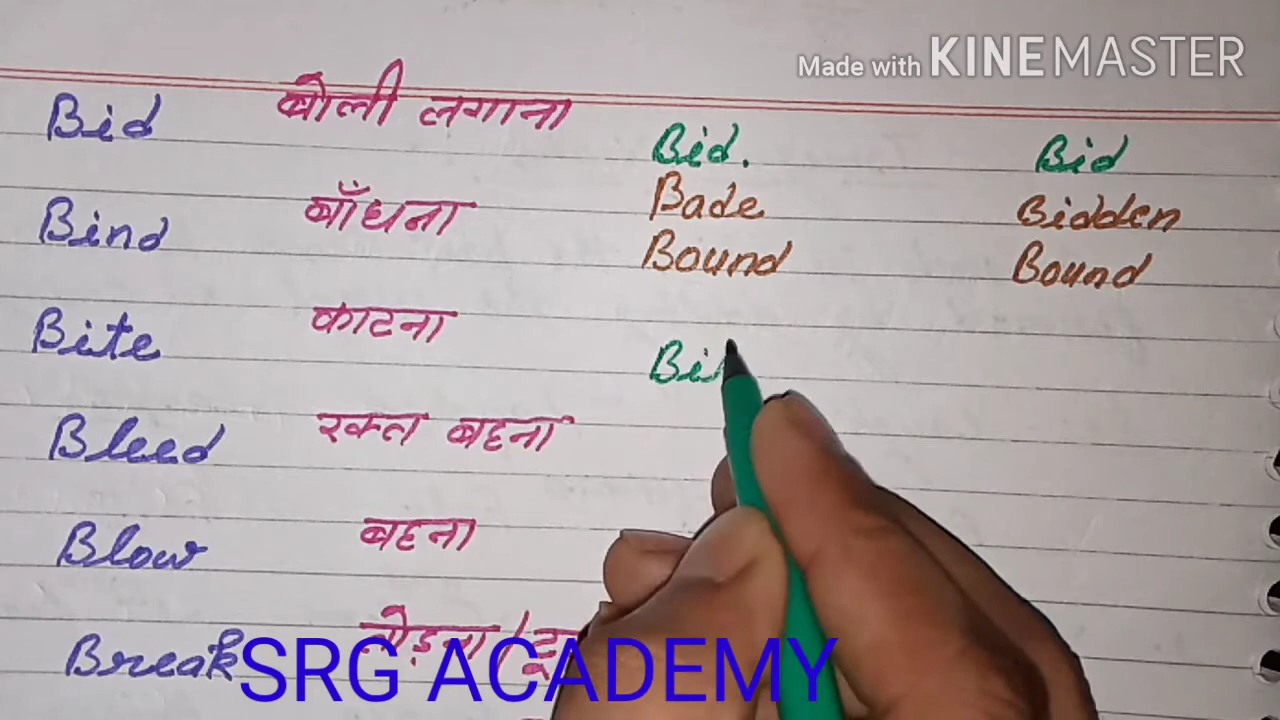 Made with KINEMASTER
Bid बोली लगाना Bid. Bid
Bade Bidden
Bind बाँधना Bound Bound
Bite काटना Bi
Bleed रक्त बहना
Blow बहना
Break तोड़ना /
SRG ACADEMY